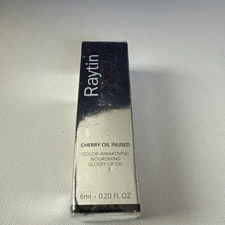 Raytin
CHERRY OIL INUSED
COLOR-AWAKENING
NOURISHING
GLOSSY LIP OIL
6ml - 0.20 FL OZ